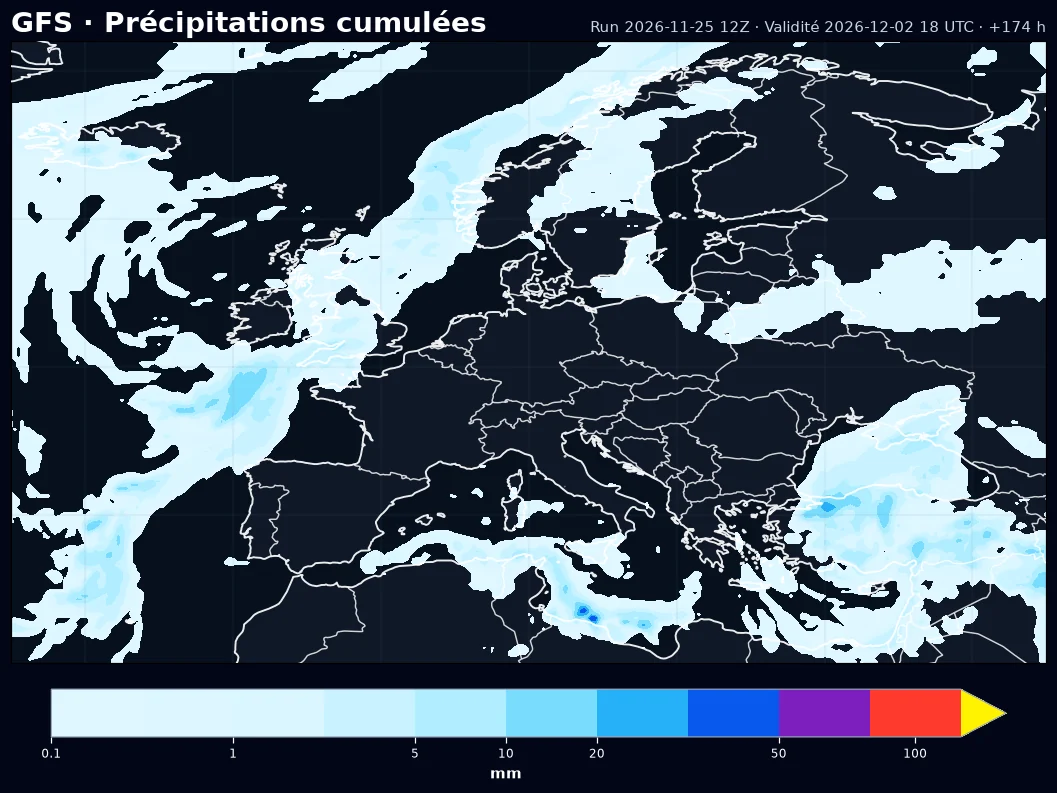 GFS · Précipitations cumulées
Run 2026-11-25 12Z · Validité 2026-12-02 18 UTC · +174 h
0.1 1 5 10 20 50 100
mm